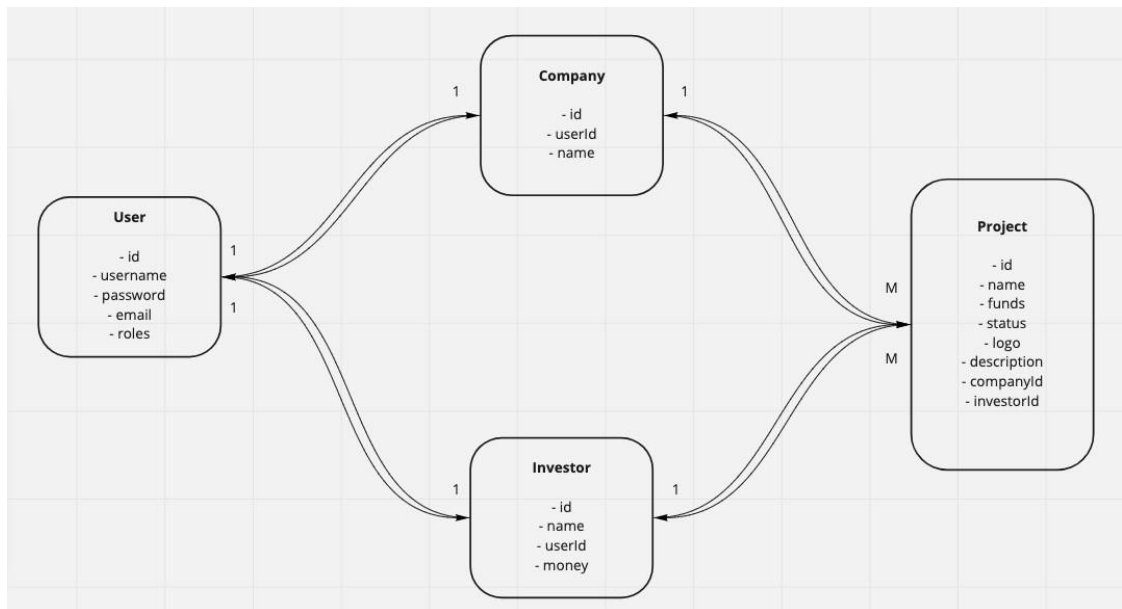 Company
- id
- userId
- name
1
1
User
- id
- username
- password
- email
- roles
1
1
Project
- id
- name
- funds
- status
- logo
- description
- companyId
- investorId
M
M
Investor
- id
- name
- userId
- money
1
1